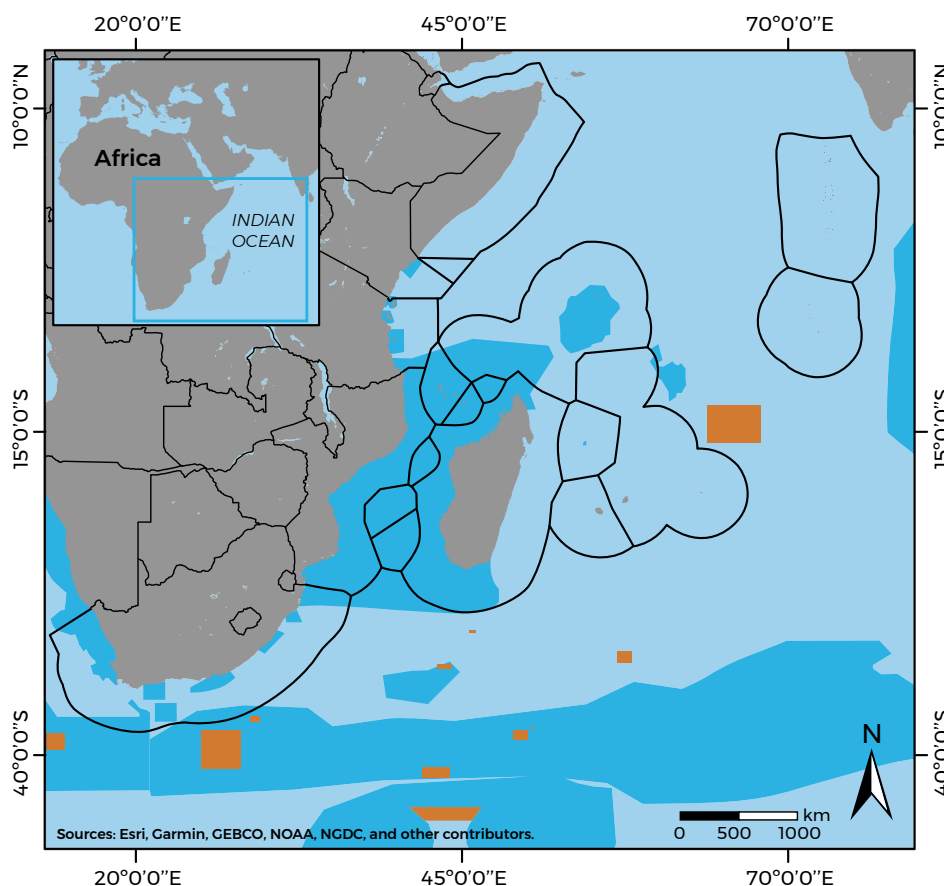 20°0'0''E 45°0'0''E 70°0'0''E
10°0'0''N
10°0'0''N
Africa
INDIAN
OCEAN
15°0'0''S
15°0'0''S
40°0'0''S
40°0'0''S
N
km
0 500 1000
Sources: Esri, Garmin, GEBCO, NOAA, NGDC, and other contributors.
20°0'0''E 45°0'0''E 70°0'0''E